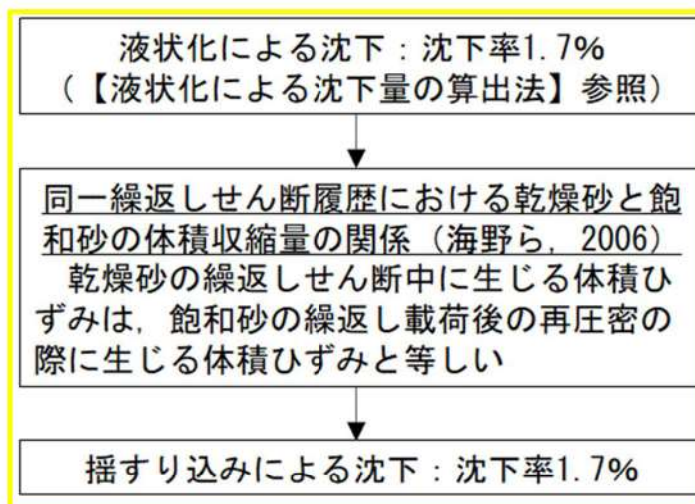 液状化による沈下：沈下率1.7%
（【液状化による沈下量の算出法】参照）
同一繰返しせん断履歴における乾燥砂と飽
和砂の体積収縮量の関係（海野ら，2006）
乾燥砂の繰返しせん断中に生じる体積ひ
ずみは，飽和砂の繰返し載荷後の再圧密の
際に生じる体積ひずみと等しい
揺すり込みによる沈下：沈下率1.7%